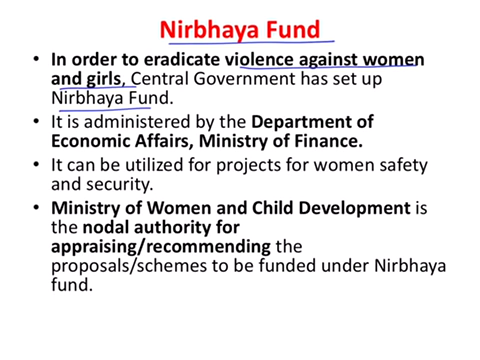 Nirbhaya Fund
• In order to eradicate violence against women
and girls, Central Government has set up
Nirbhaya Fund.
• It is administered by the Department of
Economic Affairs, Ministry of Finance.
• It can be utilized for projects for women safety
and security.
• Ministry of Women and Child Development is
the nodal authority for
appraising/recommending the
proposals/schemes to be funded under Nirbhaya
fund.